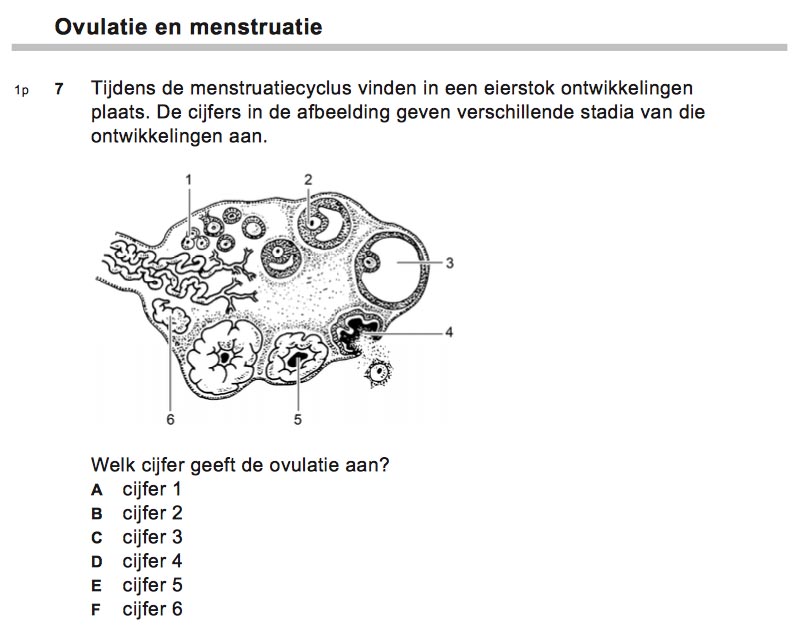 Ovulatie en menstruatie
1p 7 Tijdens de menstruatiecyclus vinden in een eierstok ontwikkelingen
plaats. De cijfers in de afbeelding geven verschillende stadia van die
ontwikkelingen aan.
1 2
3
4
6 5
Welk cijfer geeft de ovulatie aan?
A cijfer 1
B cijfer 2
C cijfer 3
D cijfer 4
E cijfer 5
F cijfer 6